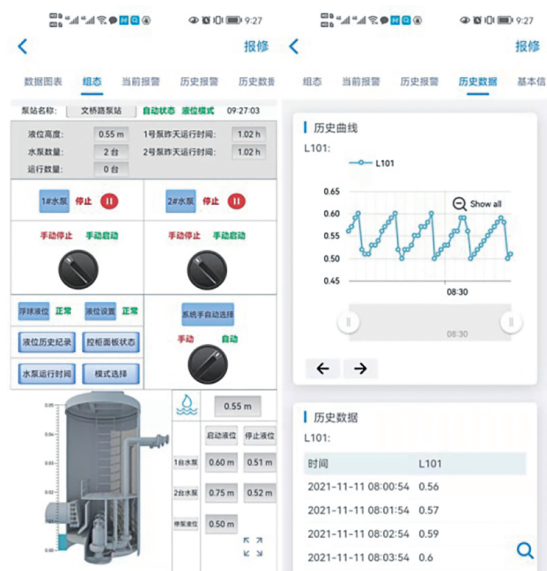 9:27
报修
数据图表 组态 当前报警 历史报警 历史数据
泵站名称: 文桥路泵站 自动状态 液位模式 09:27:03
液位高度: 0.55 m 1号泵昨天运行时间: 1.02 h
水泵数量: 2 台 2号泵昨天运行时间: 1.02 h
运行数量: 0 台
1#水泵 停止 2#水泵 停止
手动停止 手动启动 手动停止 手动启动
浮球液位 正常 液位设置 正常 系统手自动选择
液位历史纪录 控柜面板状态 手动 自动
水泵运行时间 模式选择
0.55 m
启动液位 停止液位
1台水泵 0.60 m 0.51 m
2台水泵 0.75 m 0.52 m
停泵液位 0.50 m
9:27
报修
组态 当前报警 历史报警 历史数据 基本信
历史曲线
L101:
L101
Show all
0.65
0.60
0.55
0.50
0.45
08:30
08:30
历史数据
L101:
时间 L101
2021-11-11 08:00:54 0.56
2021-11-11 08:01:54 0.57
2021-11-11 08:02:54 0.59
2021-11-11 08:03:54 0.6